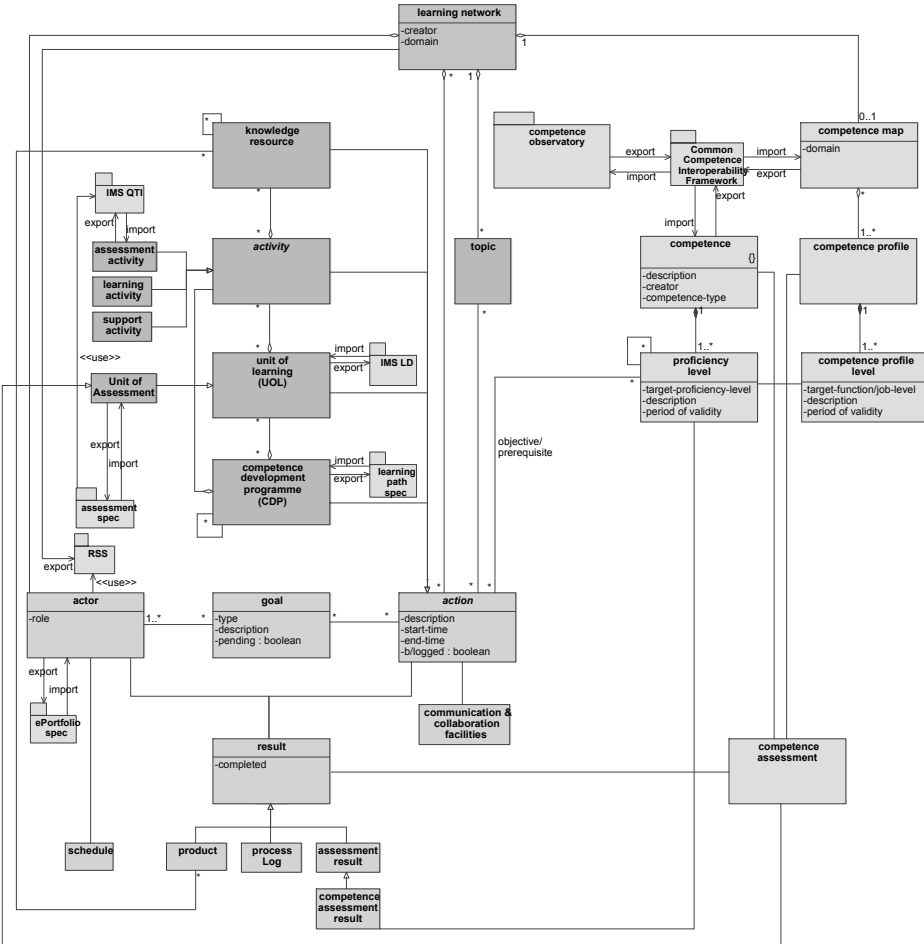 learning network
-creator
-domain
*
1
1
0..1
knowledge
resource
*
*
competence
observatory
export
import
Common
Competence
Interoperability
Framework
import
export
competence map
-domain
*
1..*
IMS QTI
export
import
assessment
activity
learning
activity
support
activity
*
*
activity
*
topic
*
*
import
export
competence
{}
-description
-creator
-competence-type
1
1..*
competence profile
1
1..*
<<use>>
Unit of
Assessment
export
import
assessment
spec
*
unit of
learning
(UOL)
*
import
export
IMS LD
*
proficiency
level
-target-proficiency-level
-description
-period of validity
*
competence profile
level
-target-function/job-level
-description
-period of validity
objective/
prerequisite
*
competence
development
programme
(CDP)
*
import
export
learning
path
spec
RSS
export
<<use>>
actor
-role
1..*
*
goal
-type
-description
-pending : boolean
*
*
*
*
*
action
-description
-start-time
-end-time
-b/logged : boolean
export
import
ePortfolio
spec
communication &
collaboration
facilities
result
-completed
competence
assessment
schedule
product
*
process
Log
assessment
result
competence
assessment
result